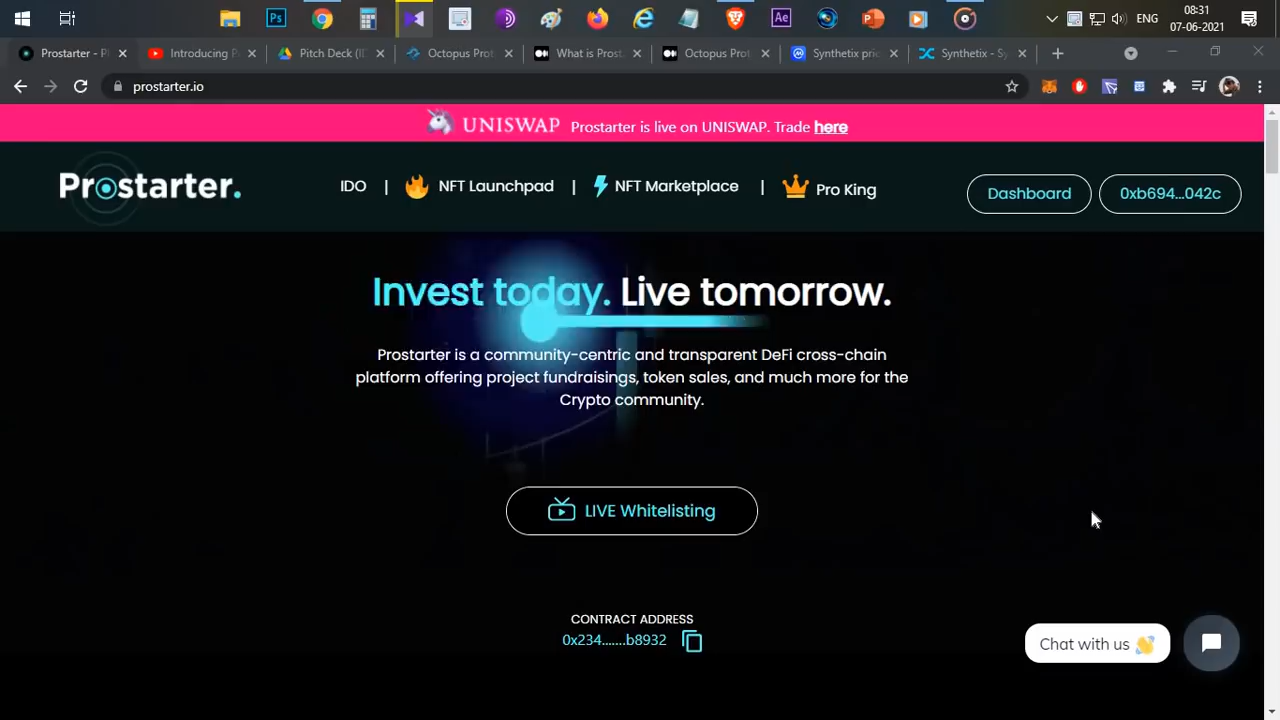 ENG
08:31
07-06-2021
Prostarter - P
Introducing P
Pitch Deck (I
Octopus Prot
What is Prost
Octopus Prot
Synthetix pric
Synthetix - Sy
prostarter.io
UNISWAP Prostarter is live on UNISWAP. Trade here
Prostarter.
IDO | NFT Launchpad | NFT Marketplace | Pro King
Dashboard
0xb694...042c
Invest today. Live tomorrow.
Prostarter is a community-centric and transparent DeFi cross-chain
platform offering project fundraisings, token sales, and much more for the
Crypto community.
LIVE Whitelisting
CONTRACT ADDRESS
0x234.......b8932
Chat with us 👋